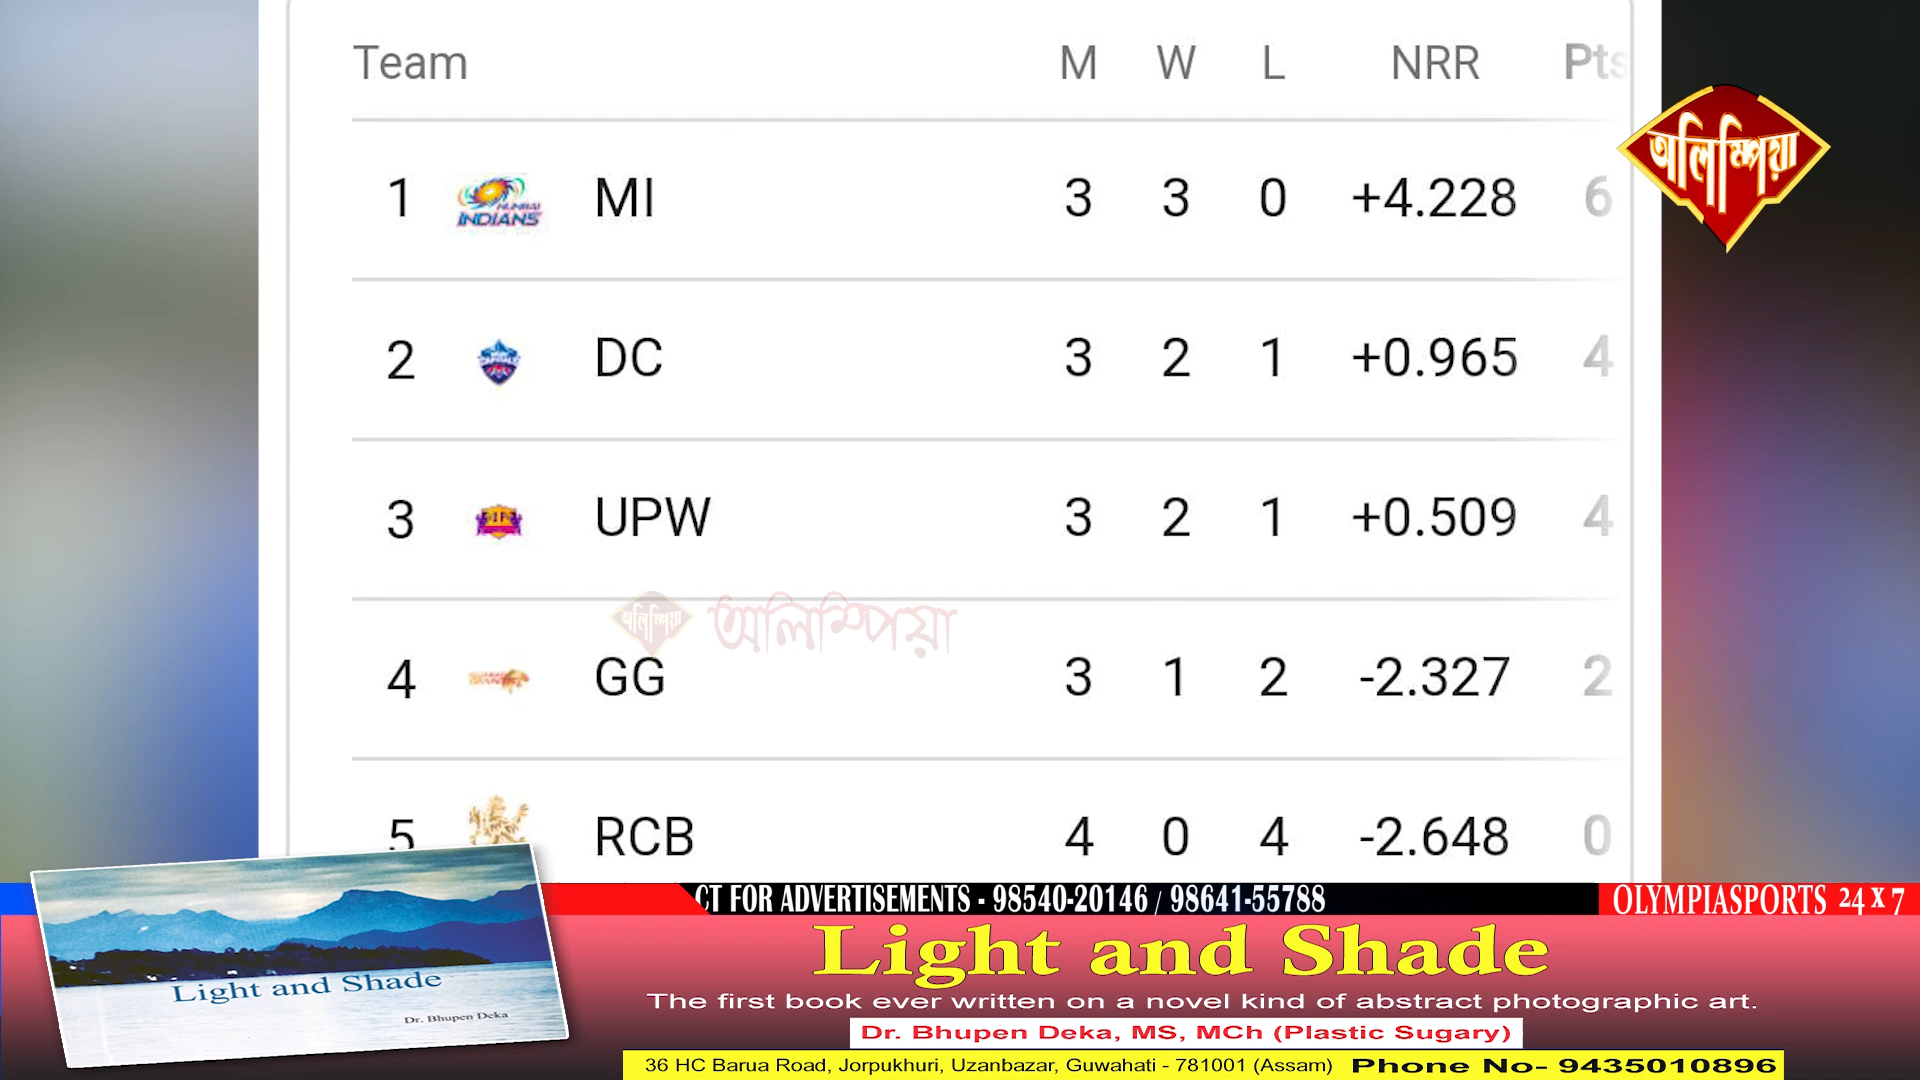 Team M W L NRR Pts
অলিম্পিয়া
1 MUMBAI INDIANS MI 3 3 0 +4.228 6
2 CAPITALS DC 3 2 1 +0.965 4
3 UPW 3 2 1 +0.509 4
অলিম্পিয়া অলিম্পিয়া
4 GG 3 1 2 -2.327 2
5 RCB 4 0 4 -2.648 0
CT FOR ADVERTISEMENTS - 98540-20146 / 98641-55788
OLYMPIASPORTS 24 X 7
Light and Shade
Dr. Bhupen Deka
Light and Shade
The first book ever written on a novel kind of abstract photographic art.
Dr. Bhupen Deka, MS, MCh (Plastic Sugary)
36 HC Barua Road, Jorpukhuri, Uzanbazar, Guwahati - 781001 (Assam) Phone No- 9435010896